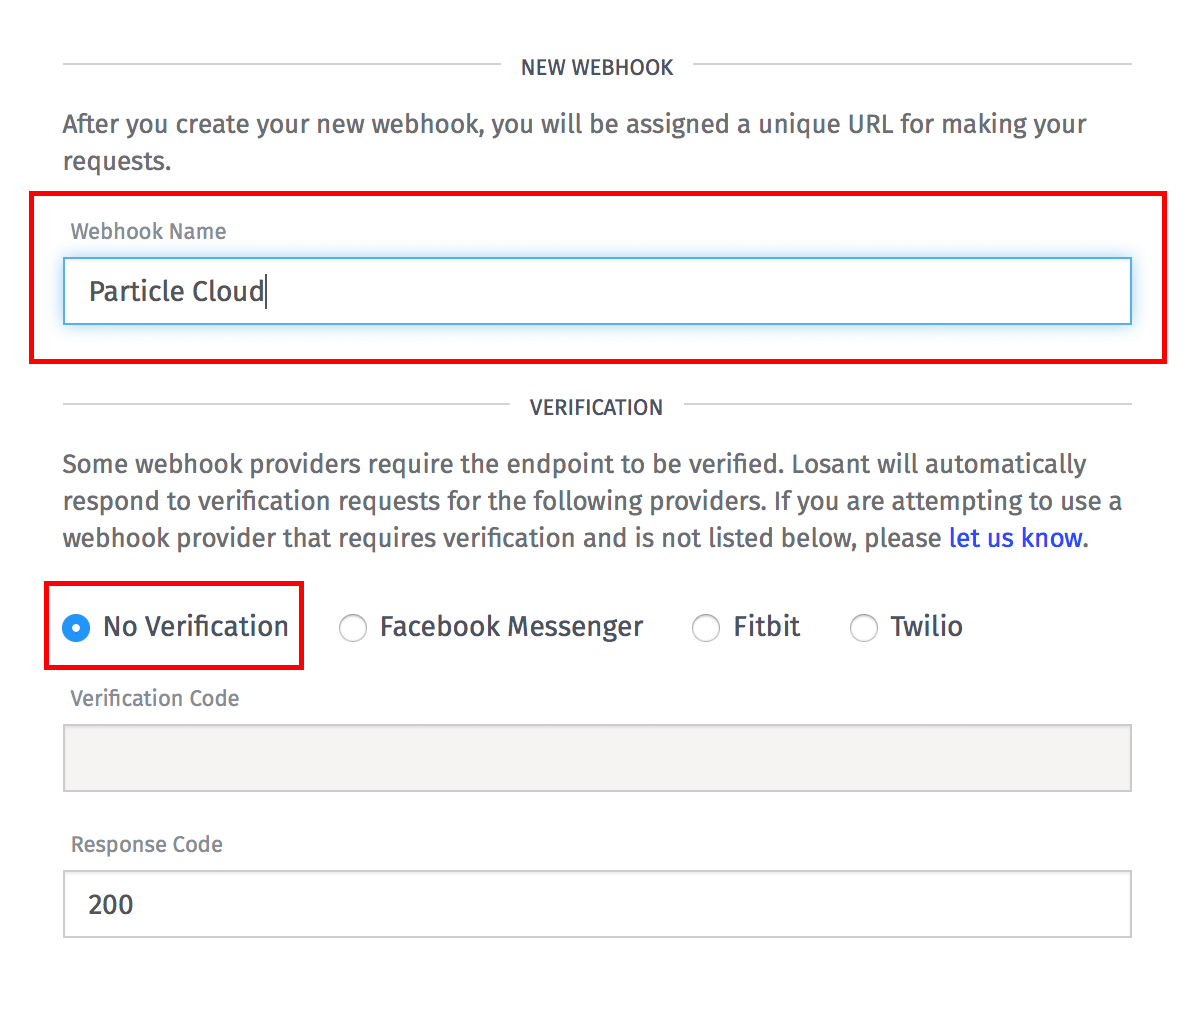 NEW WEBHOOK
After you create your new webhook, you will be assigned a unique URL for making your
requests.
Webhook Name
Particle Cloud
VERIFICATION
Some webhook providers require the endpoint to be verified. Losant will automatically
respond to verification requests for the following providers. If you are attempting to use a
webhook provider that requires verification and is not listed below, please let us know.
No Verification Facebook Messenger Fitbit Twilio
Verification Code
Response Code
200